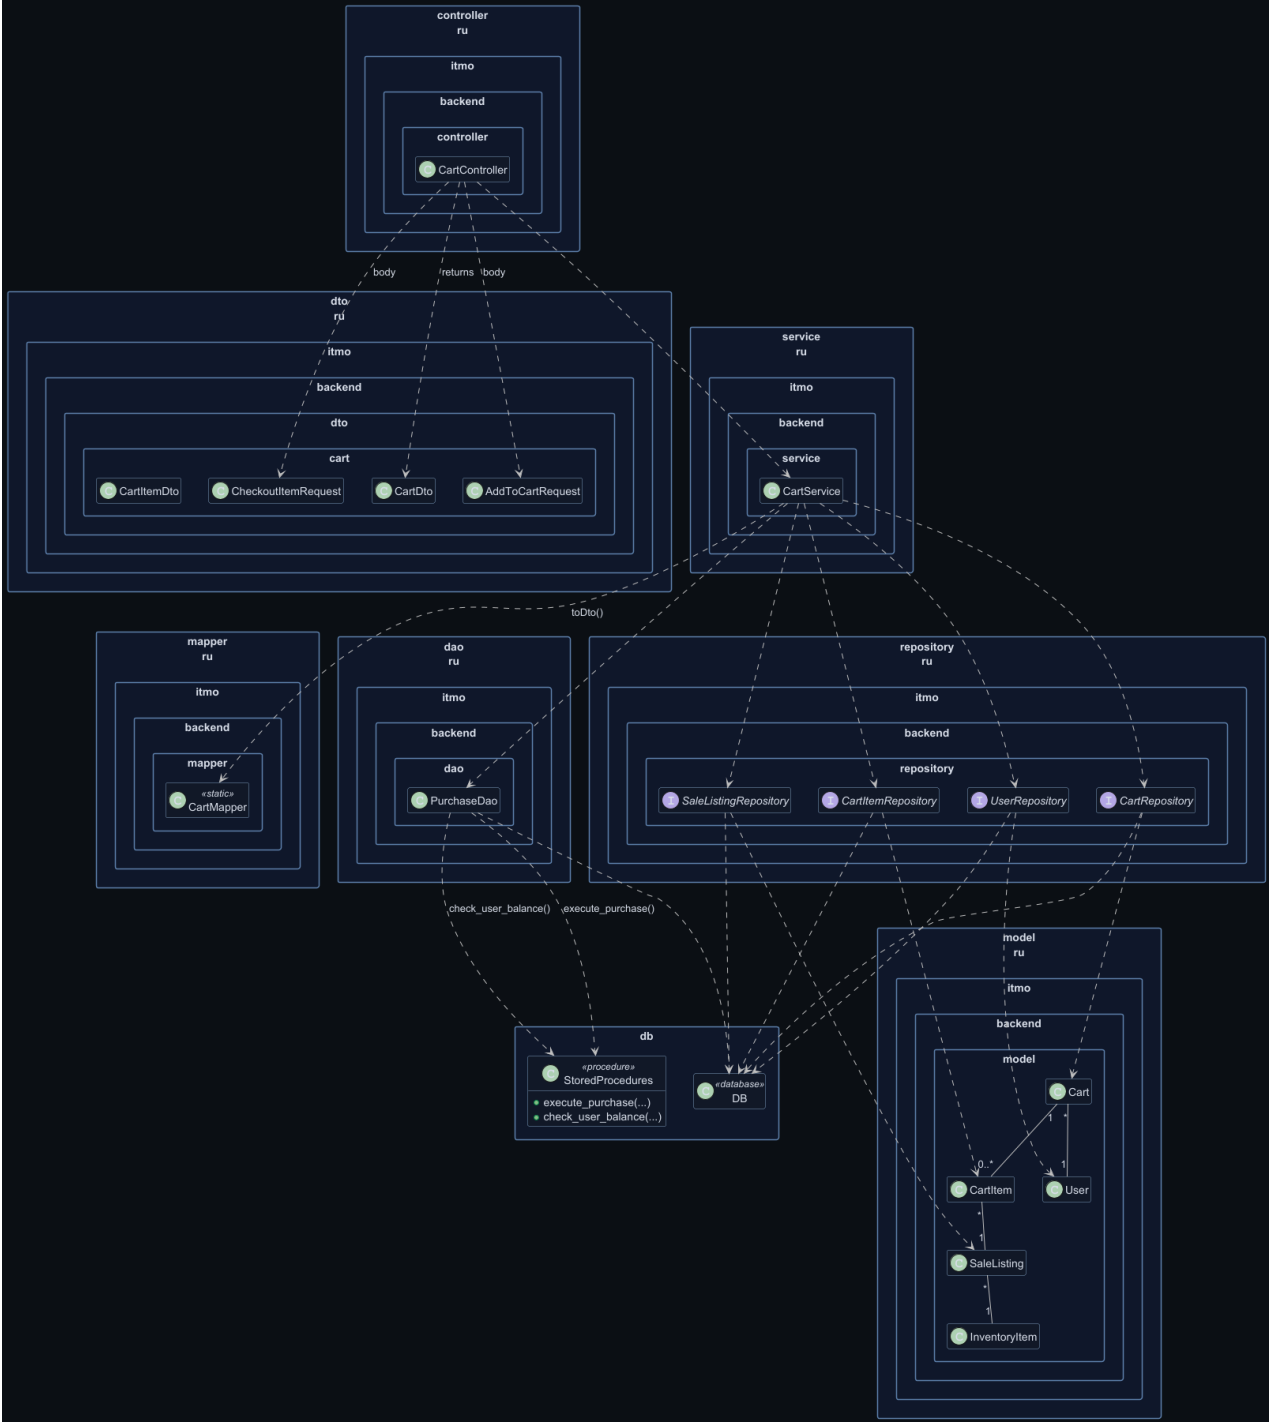 controller
ru
itmo
backend
controller
C CartController
body
returns
body
dto
ru
itmo
backend
dto
cart
C CartItemDto
C CheckoutItemRequest
C CartDto
C AddToCartRequest
service
ru
itmo
backend
service
C CartService
toDto()
mapper
ru
itmo
backend
mapper
C «static»
CartMapper
dao
ru
itmo
backend
dao
C PurchaseDao
repository
ru
itmo
backend
repository
I SaleListingRepository
I CartItemRepository
I UserRepository
I CartRepository
check_user_balance()
execute_purchase()
db
C «procedure»
StoredProcedures
execute_purchase(...)
check_user_balance(...)
C «database»
DB
model
ru
itmo
backend
model
C Cart
1
*
0..*
1
C CartItem
C User
*
1
C SaleListing
*
1
C InventoryItem